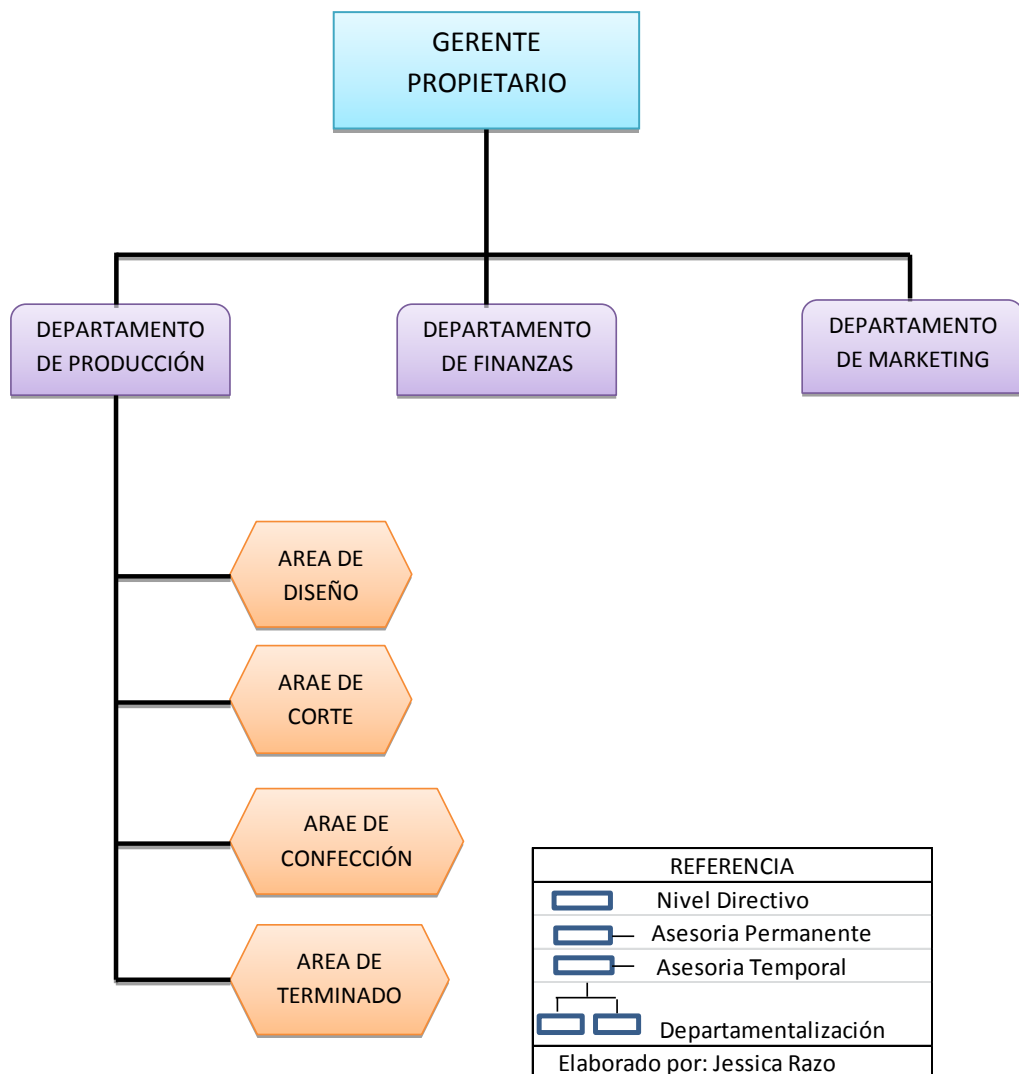 GERENTE
PROPIETARIO
DEPARTAMENTO
DE PRODUCCIÓN
DEPARTAMENTO
DE FINANZAS
DEPARTAMENTO
DE MARKETING
AREA DE
DISEÑO
ARAE DE
CORTE
ARAE DE
CONFECCIÓN
AREA DE
TERMINADO
REFERENCIA
Nivel Directivo
Asesoria Permanente
Asesoria Temporal
Departamentalización
Elaborado por: Jessica Razo